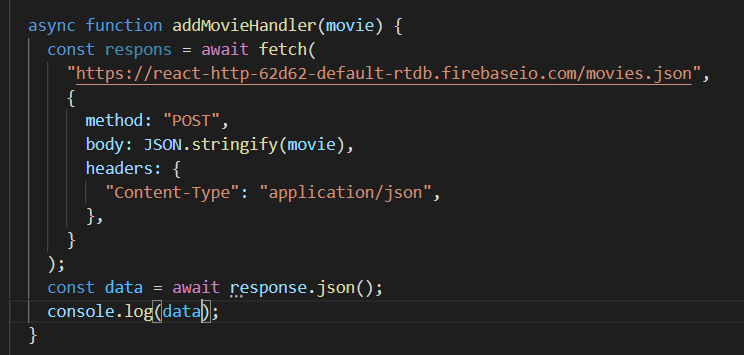 async function addMovieHandler(movie) {
const respons = await fetch(
"https://react-http-62d62-default-rtdb.firebaseio.com/movies.json",
{
method: "POST",
body: JSON.stringify(movie),
headers: {
"Content-Type": "application/json",
},
}
);
const data = await response.json();
console.log(data);
}